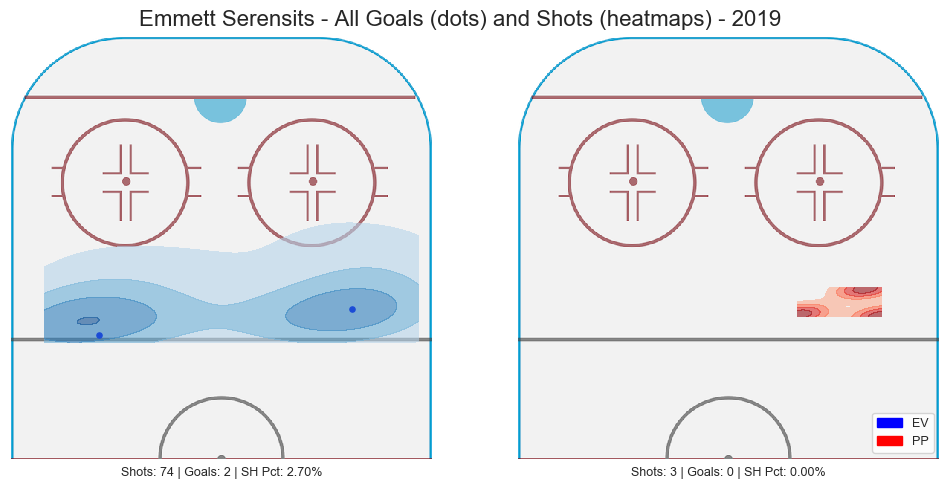 Emmett Serensits - All Goals (dots) and Shots (heatmaps) - 2019
EV
PP
Shots: 74 | Goals: 2 | SH Pct: 2.70%
Shots: 3 | Goals: 0 | SH Pct: 0.00%